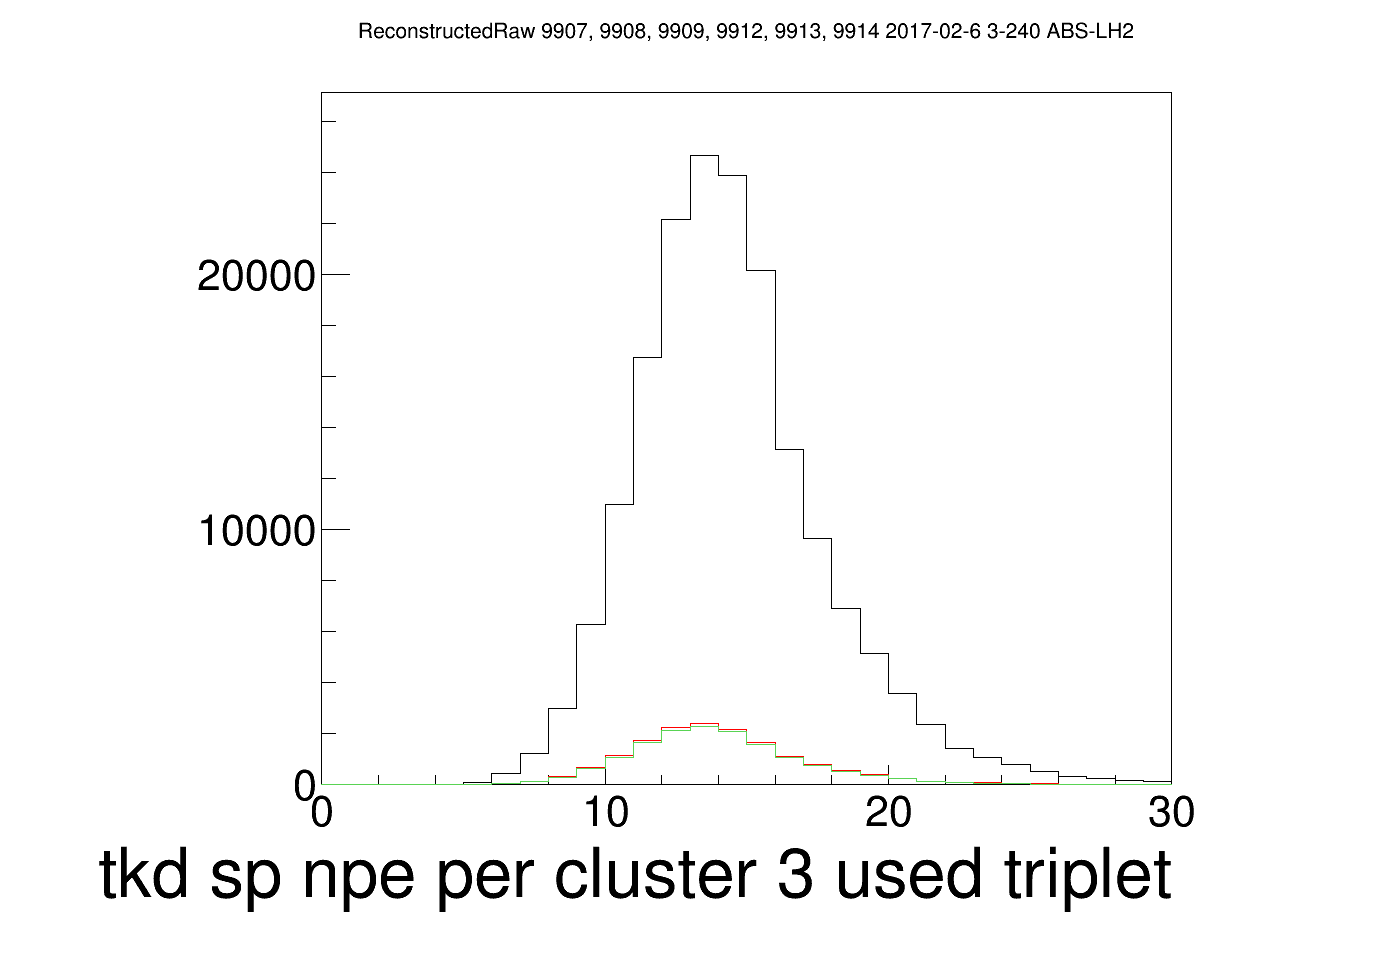 ReconstructedRaw 9907, 9908, 9909, 9912, 9913, 9914 2017-02-6 3-240 ABS-LH2
20000
10000
0
0 10 20 30
tkd sp npe per cluster 3 used triplet